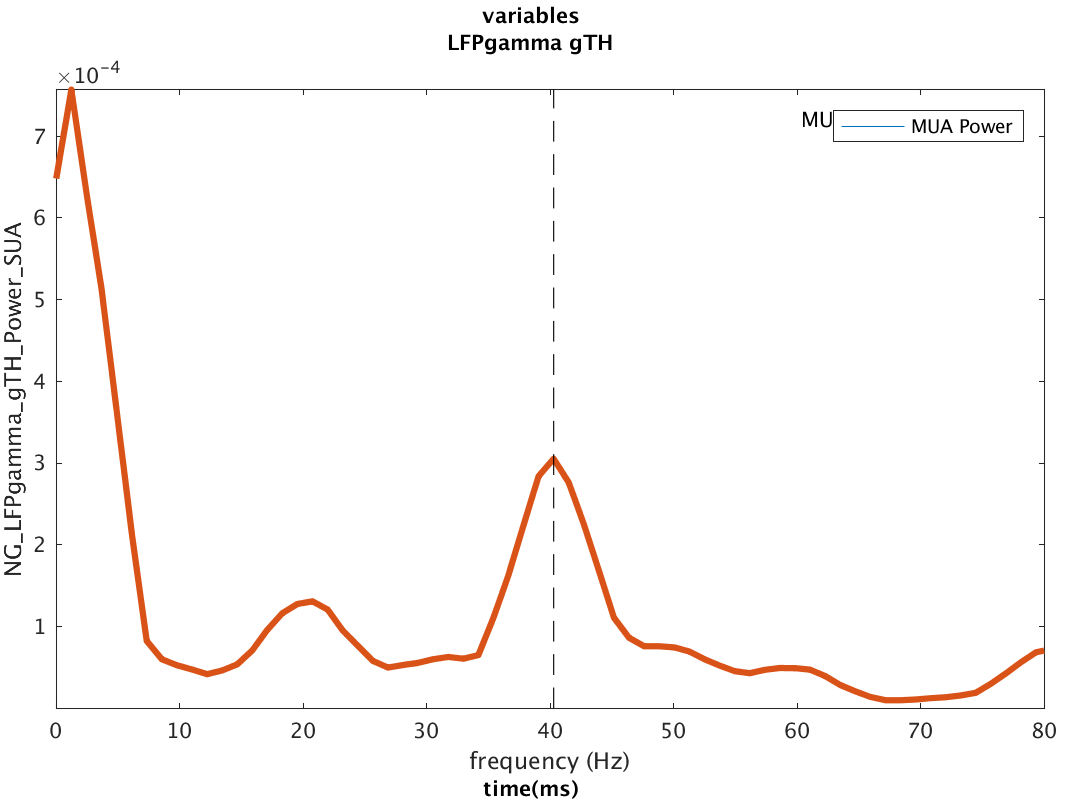 variables
LFPgamma gTH
×10⁻⁴
MU
MUA Power
7
6
5
4
3
2
1
NG_LFPgamma_gTH_Power_SUA
0 10 20 30 40 50 60 70 80
frequency (Hz)
time(ms)